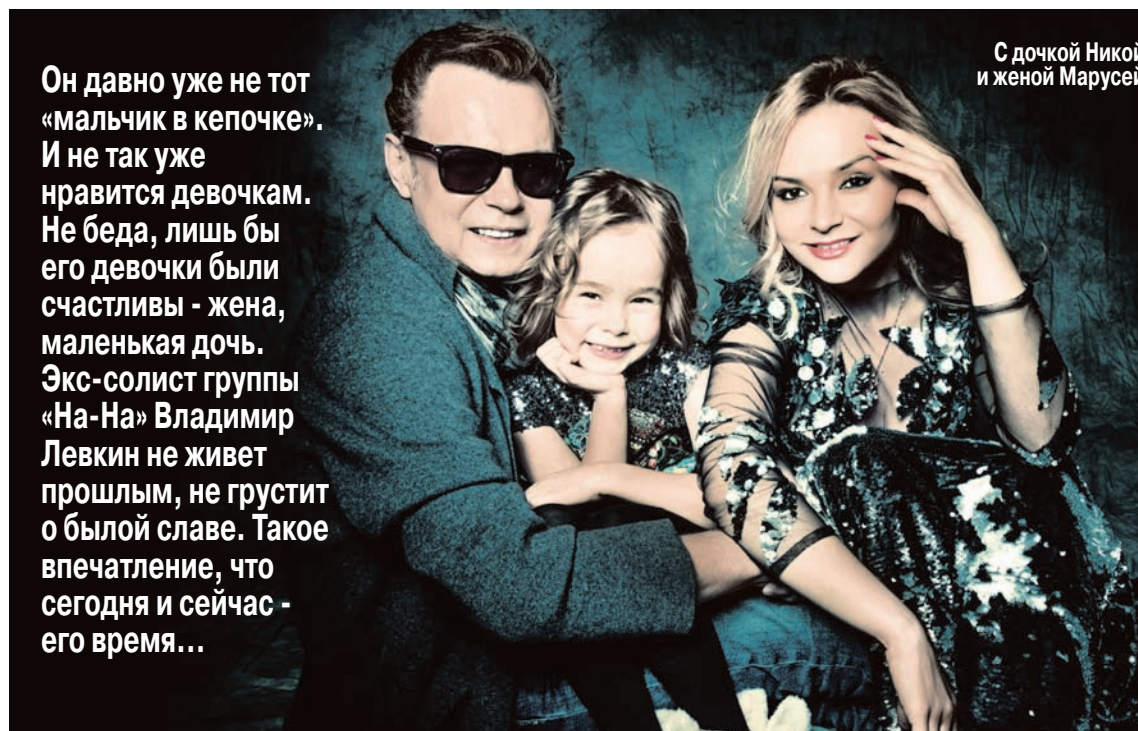 Он давно уже не тот
«мальчик в кепочке».
И не так уже
нравится девочкам.
Не беда, лишь бы
его девочки были
счастливы - жена,
маленькая дочь.
Экс-солист группы
«На-На» Владимир
Левкин не живет
прошлым, не грустит
о былой славе. Такое
впечатление, что
сегодня и сейчас -
его время...
С дочкой Никой
и женой Марусей